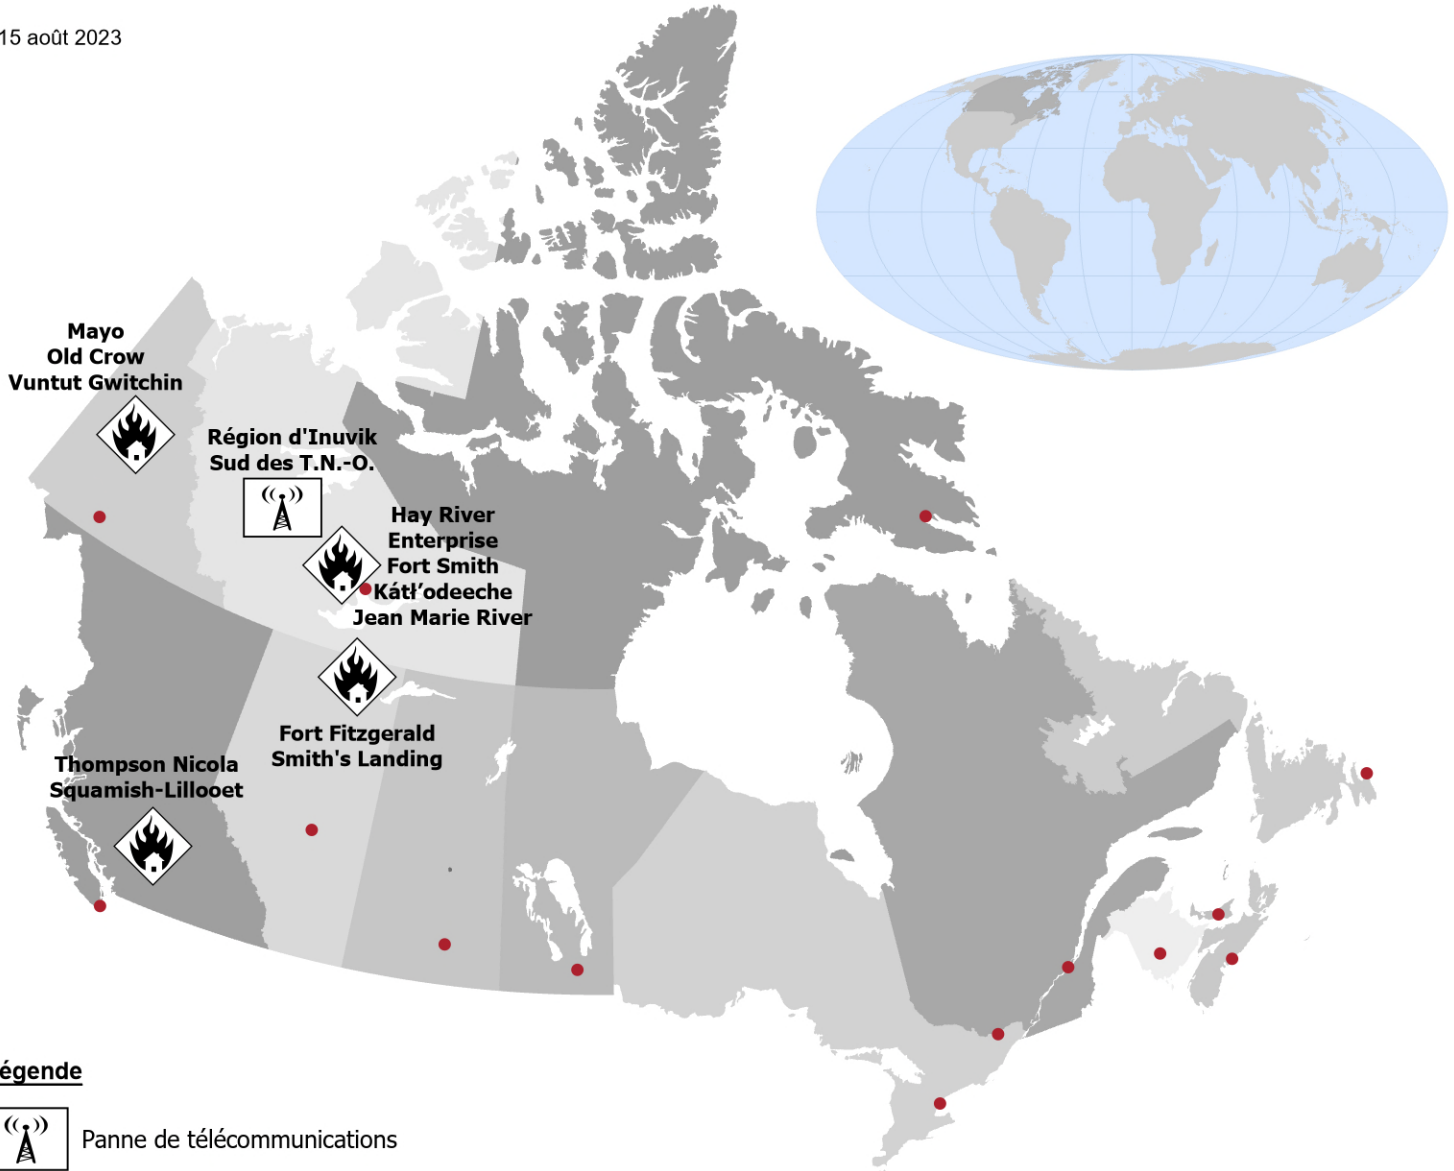 15 août 2023
Mayo
Old Crow
Vuntut Gwitchin
Région d'Inuvik
Sud des T.N.-O.
Hay River
Enterprise
Fort Smith
Kátł’odeeche
Jean Marie River
Fort Fitzgerald
Smith's Landing
Thompson Nicola
Squamish-Lillooet
égende
Panne de télécommunications